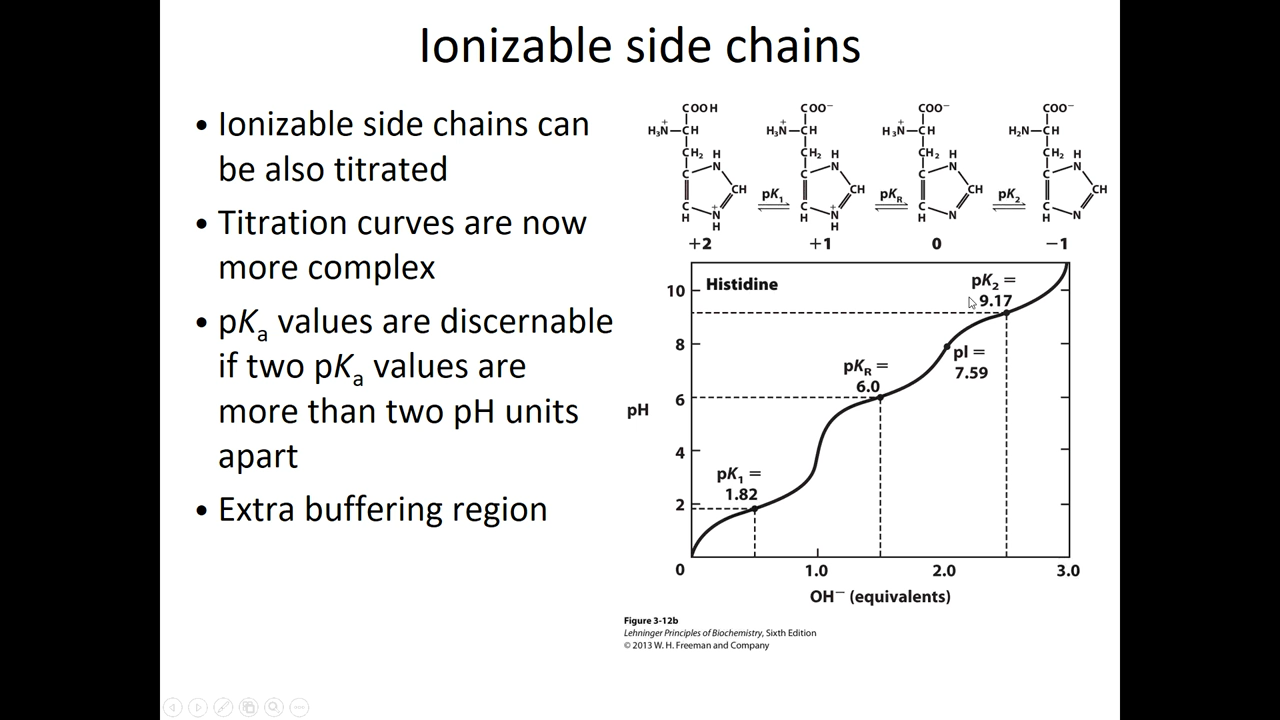 Ionizable side chains
• Ionizable side chains can
be also titrated
• Titration curves are now
more complex
• pKa values are discernable
if two pKa values are
more than two pH units
apart
• Extra buffering region
COOH COO⁻ COO⁻ COO⁻
H₃N⁺—CH H₃N⁺—CH H₃N⁺—CH H₂N—CH
CH₂ H CH₂ H CH₂ H CH₂ H
C N C N C N C N
CH CH CH CH
pK₁ pKR pK₂
C N⁺ C N⁺ C N C N
H H H H H H
+2 +1 0 −1
Histidine
pK₂ =
9.17
pI =
7.59
pKR =
6.0
pK₁ =
1.82
pH
10
8
6
4
2
0 1.0 2.0 3.0
OH⁻ (equivalents)
Figure 3-12b
Lehninger Principles of Biochemistry, Sixth Edition
© 2013 W. H. Freeman and Company